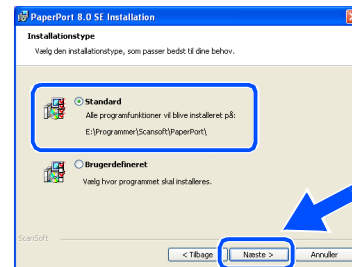 PaperPort 8.0 SE Installation
Installationstype
Vælg den installationstype, som passer bedst til dine behov.
Standard
Alle programfunktioner vil blive installeret på:
E:\Programmer\Scansoft\PaperPort\
Brugerdefineret
Vælg hvor programmet skal installeres.
ScanSoft
< Tilbage Næste > Annuller